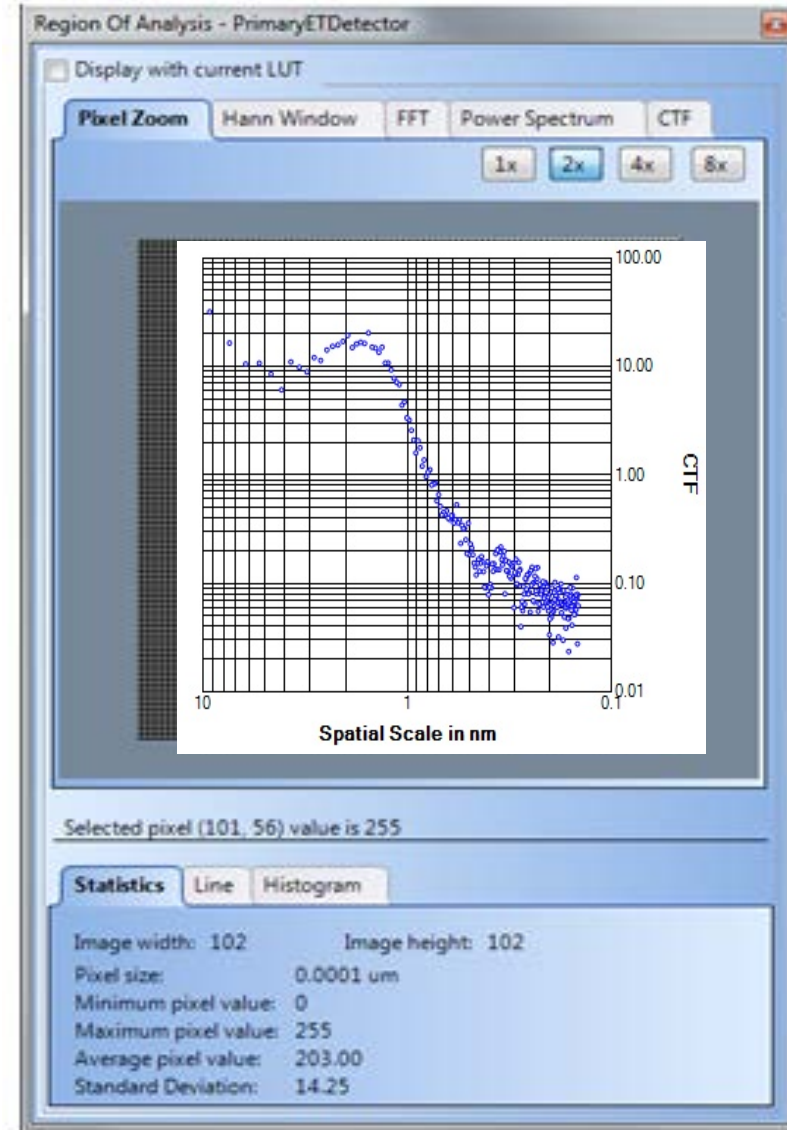 Region Of Analysis - PrimaryETDetector
Display with current LUT
Pixel Zoom Hann Window FFT Power Spectrum CTF
1x 2x 4x 8x
100.00
10.00
1.00
0.10
0.01
CTF
10 1 0.1
Spatial Scale in nm
Selected pixel (101, 56) value is 255
Statistics Line Histogram
Image width: 102 Image height: 102
Pixel size: 0.0001 um
Minimum pixel value: 0
Maximum pixel value: 255
Average pixel value: 203.00
Standard Deviation: 14.25